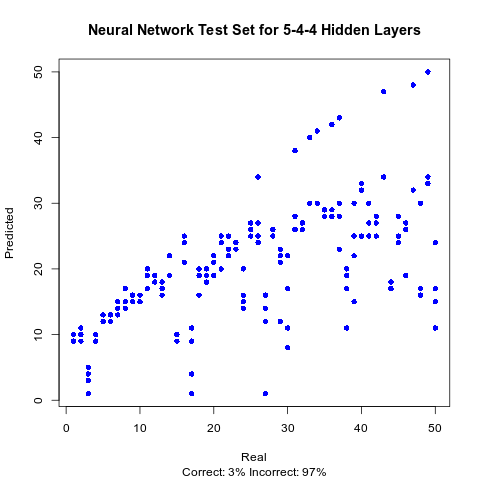 Neural Network Test Set for 5-4-4 Hidden Layers
Predicted
50
40
30
20
10
0
0 10 20 30 40 50
Real
Correct: 3% Incorrect: 97%